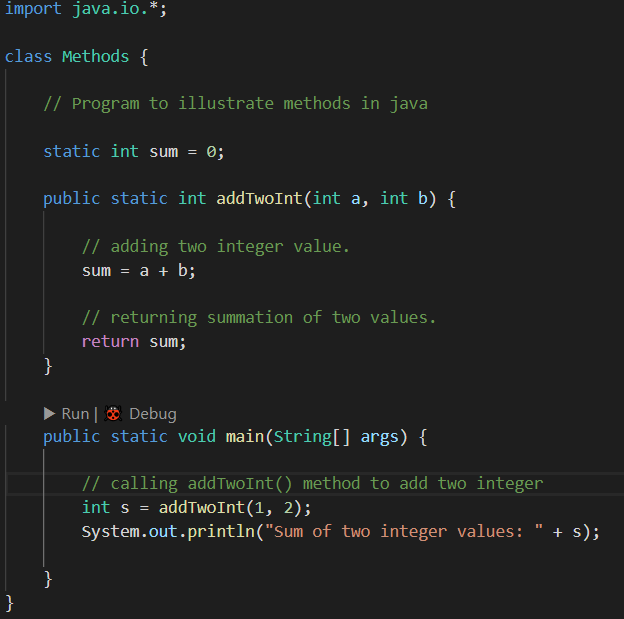 import java.io.*;
class Methods {
// Program to illustrate methods in java
static int sum = 0;
public static int addTwoInt(int a, int b) {
// adding two integer value.
sum = a + b;
// returning summation of two values.
return sum;
}
Run | Debug
public static void main(String[] args) {
// calling addTwoInt() method to add two integer
int s = addTwoInt(1, 2);
System.out.println("Sum of two integer values: " + s);
}
}